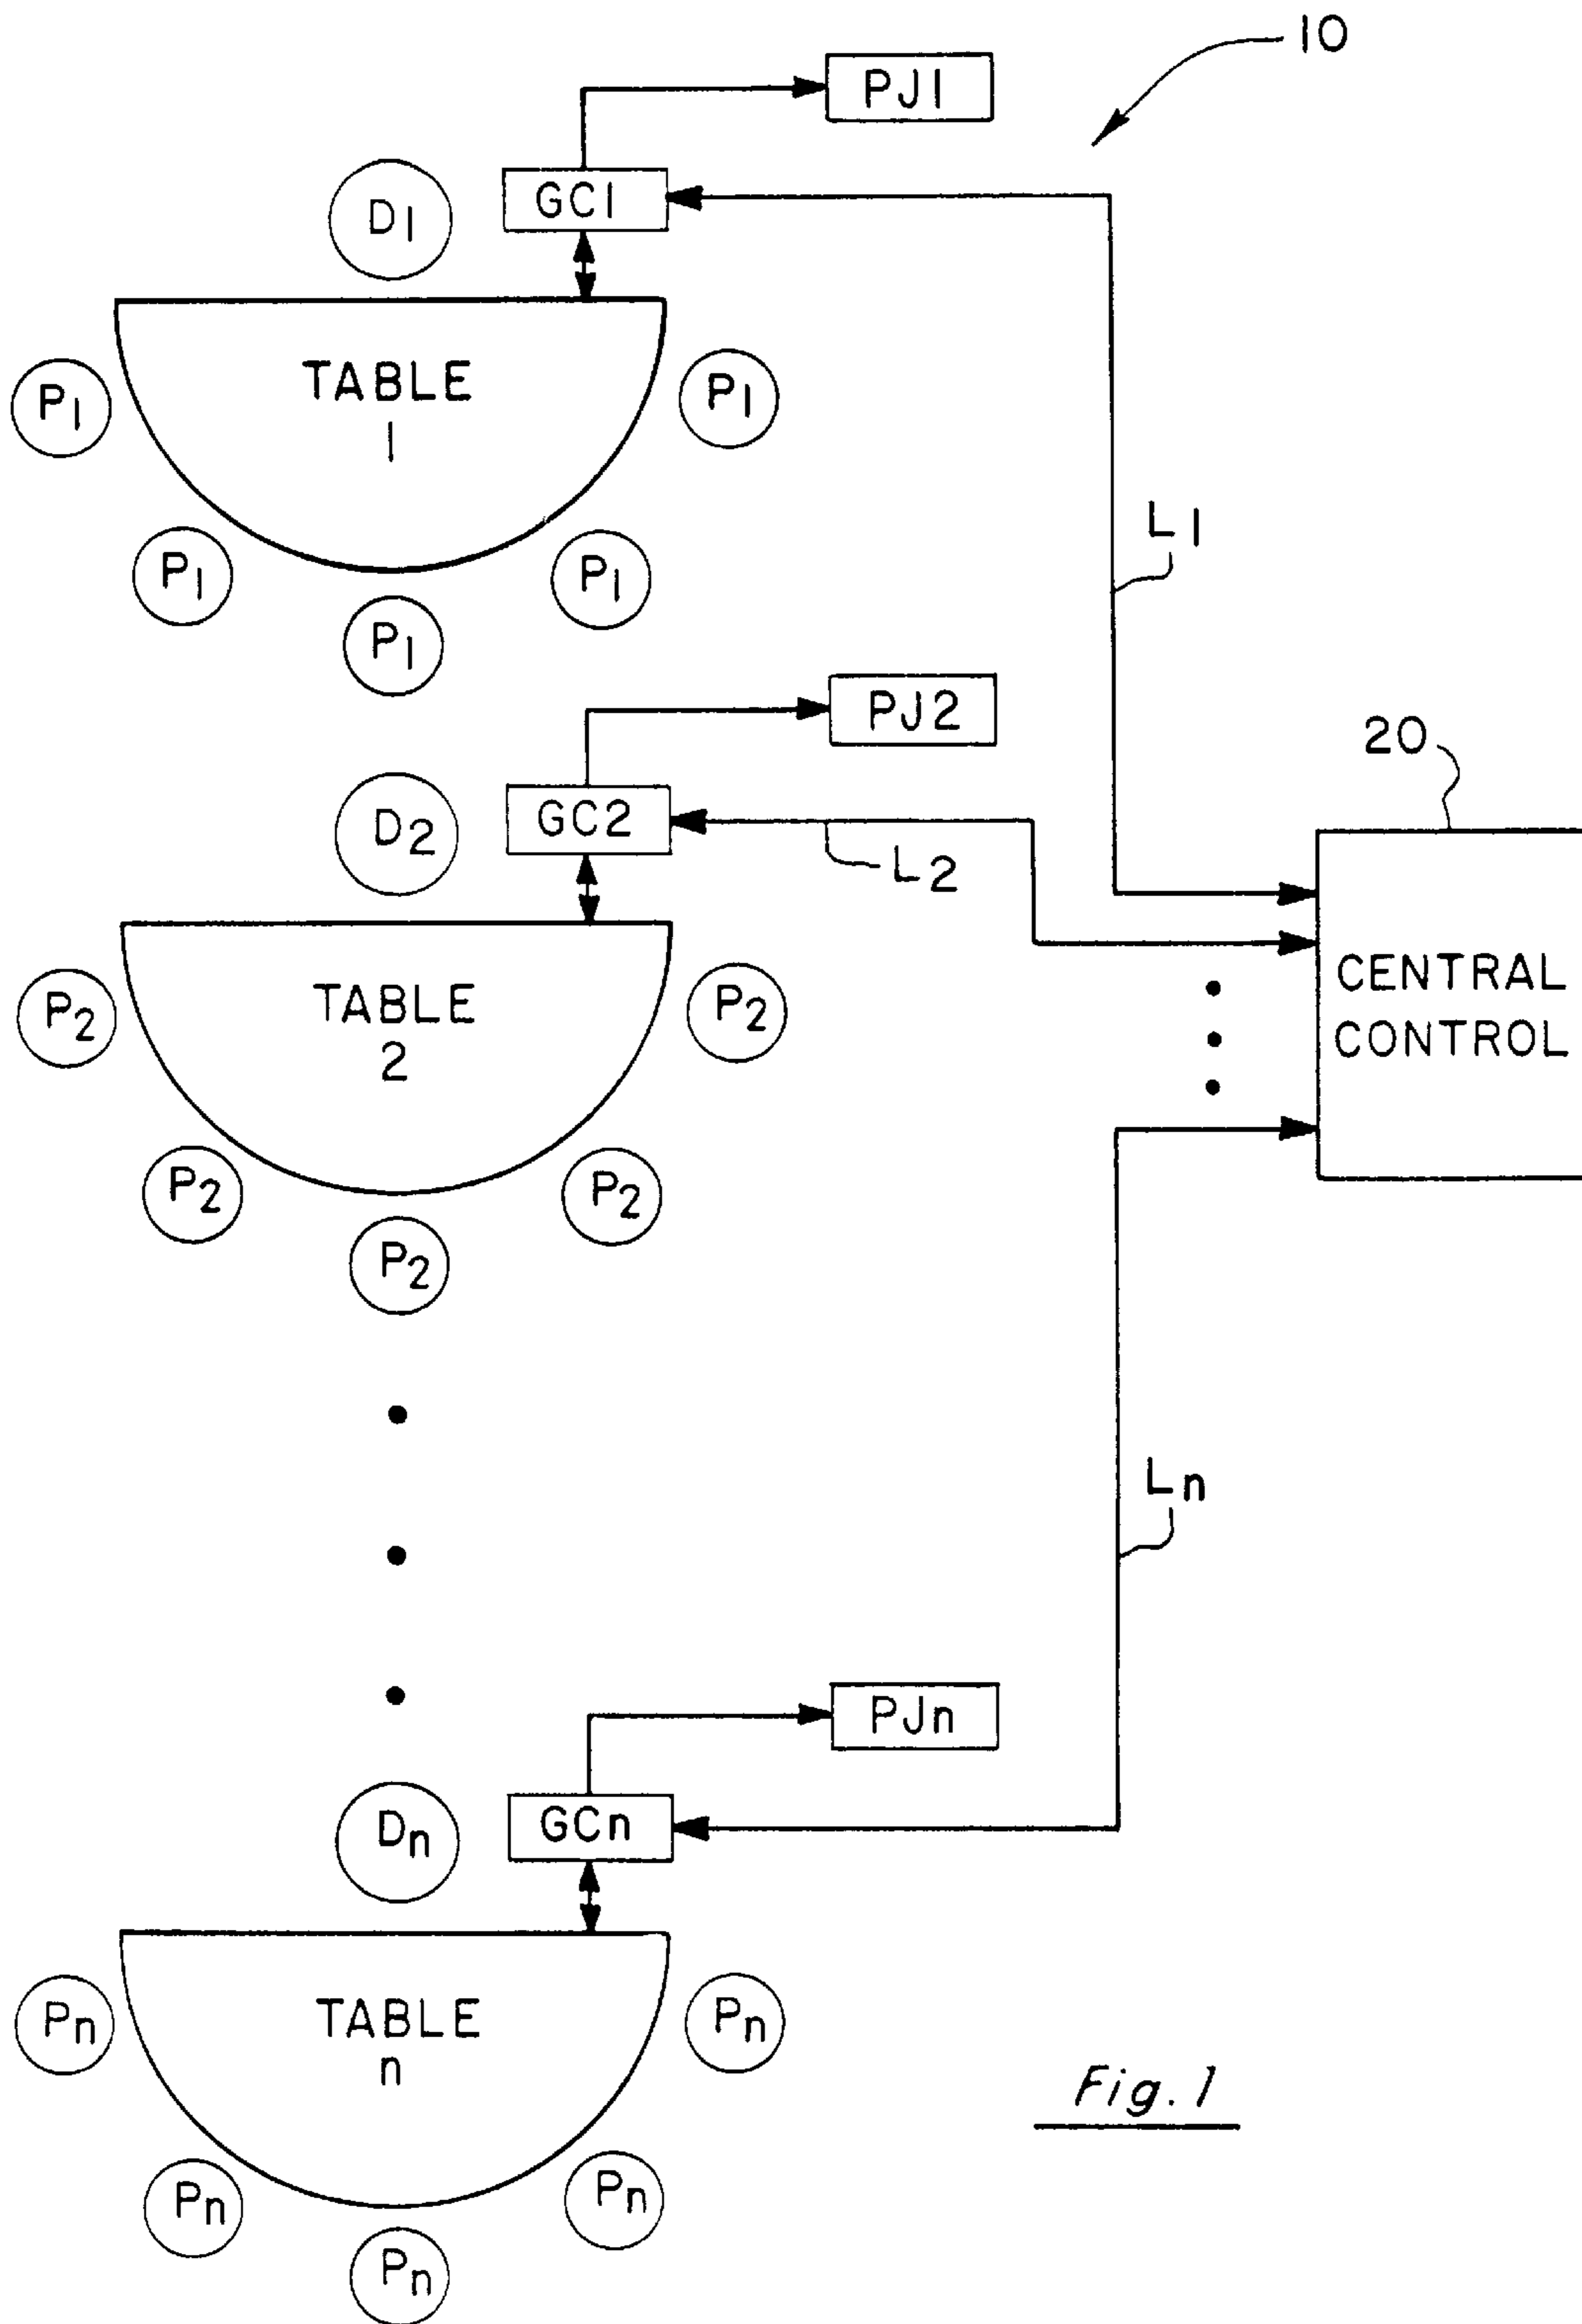 10
PJ1
GC1
D1
TABLE
1
P1
P1
P1
P1
P1
L1
PJ2
20
GC2
D2
L2
CENTRAL
CONTROL
TABLE
2
P2
P2
P2
P2
P2
Ln
PJn
GCn
Dn
TABLE
n
Pn
Pn
Pn
Pn
Pn
Fig. 1